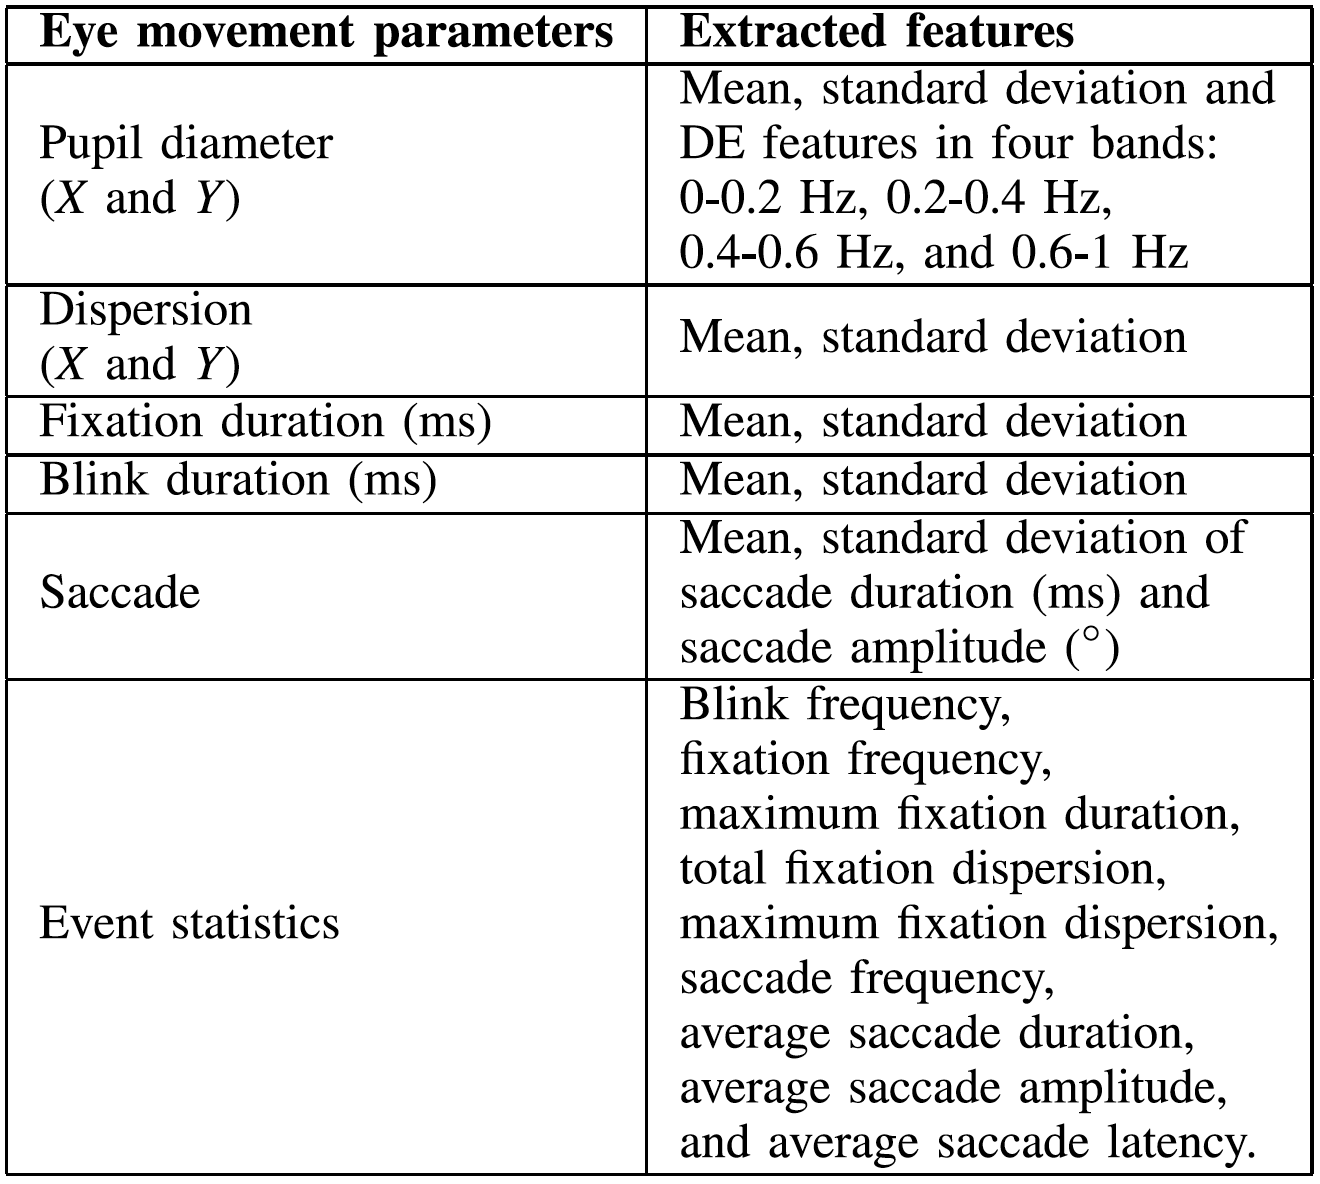 Eye movement parameters
Extracted features
Pupil diameter
(X and Y)
Mean, standard deviation and
DE features in four bands:
0-0.2 Hz, 0.2-0.4 Hz,
0.4-0.6 Hz, and 0.6-1 Hz
Dispersion
(X and Y)
Mean, standard deviation
Fixation duration (ms)
Mean, standard deviation
Blink duration (ms)
Mean, standard deviation
Saccade
Mean, standard deviation of
saccade duration (ms) and
saccade amplitude (°)
Event statistics
Blink frequency,
fixation frequency,
maximum fixation duration,
total fixation dispersion,
maximum fixation dispersion,
saccade frequency,
average saccade duration,
average saccade amplitude,
and average saccade latency.